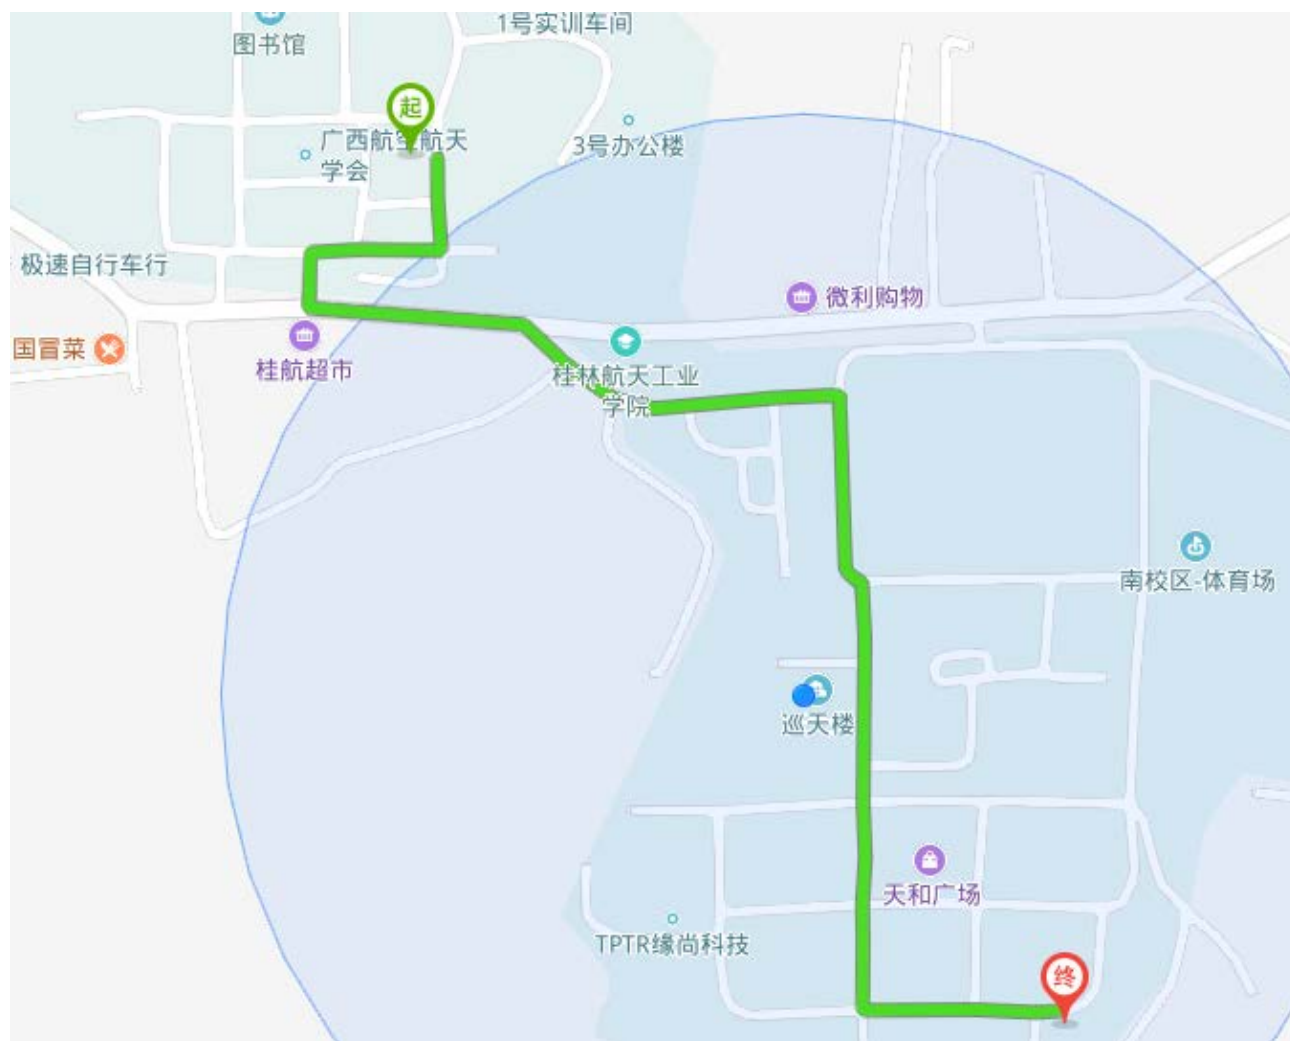 1号实训车间
图书馆
起
广西航空航天
学会
3号办公楼
极速自行车行
微利购物
国冒菜
桂航超市
桂林航天工业
学院
南校区-体育场
巡天楼
天和广场
TPTR缘尚科技
终